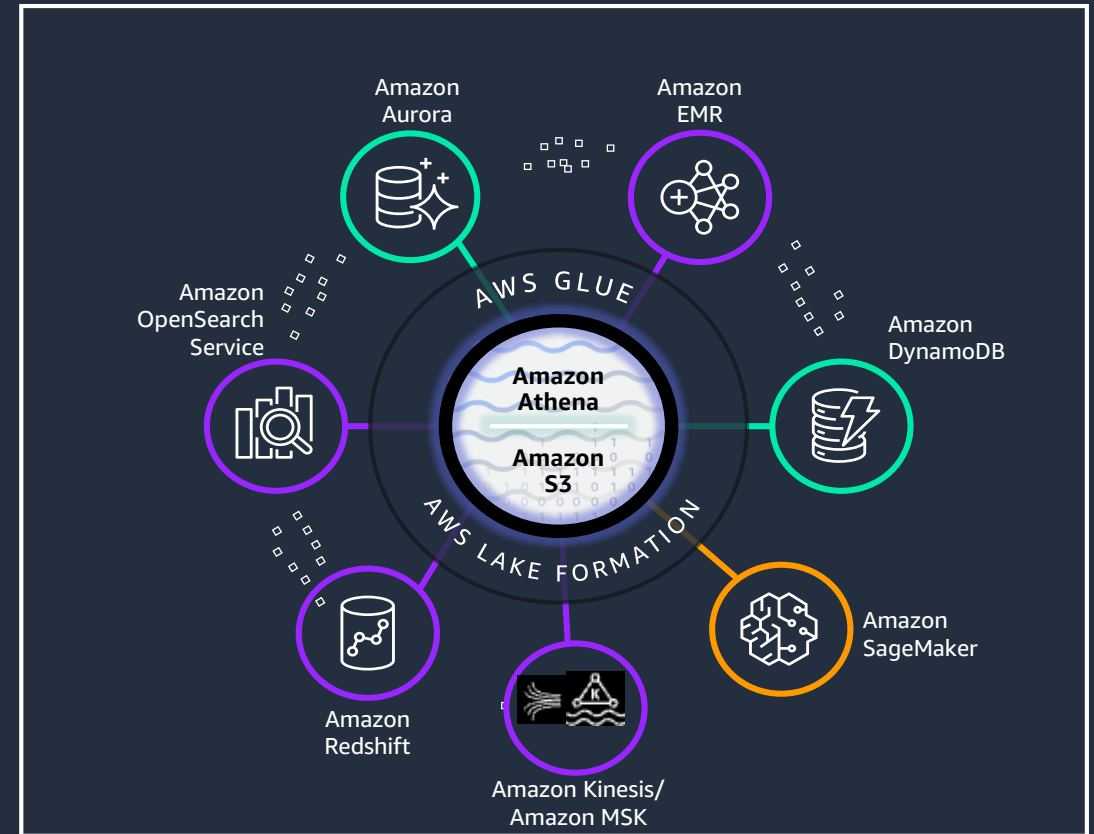 Amazon
Aurora
Amazon
EMR
Amazon
OpenSearch
Service
AWS GLUE
Amazon
DynamoDB
Amazon
Athena
Amazon
S3
AWS LAKE FORMATION
Amazon
SageMaker
Amazon
Redshift
K
Amazon Kinesis/
Amazon MSK